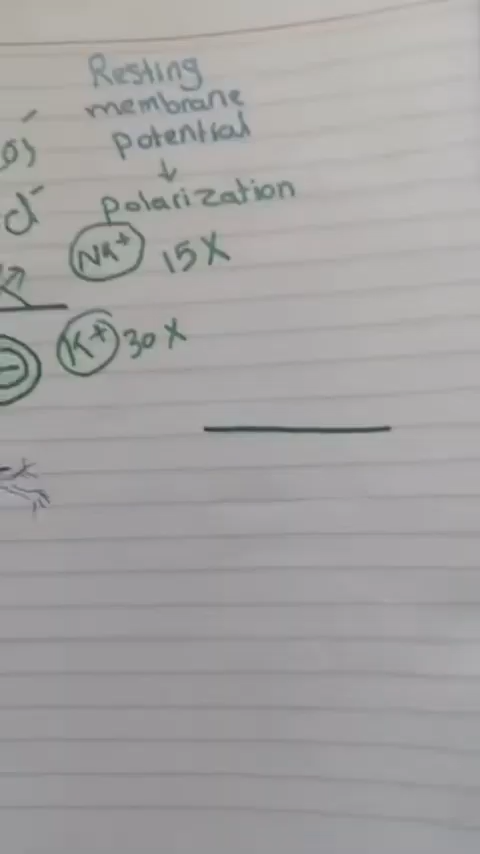 Resting
membrane
potential
↓
polarization
Na+ 15X
K+ 30X